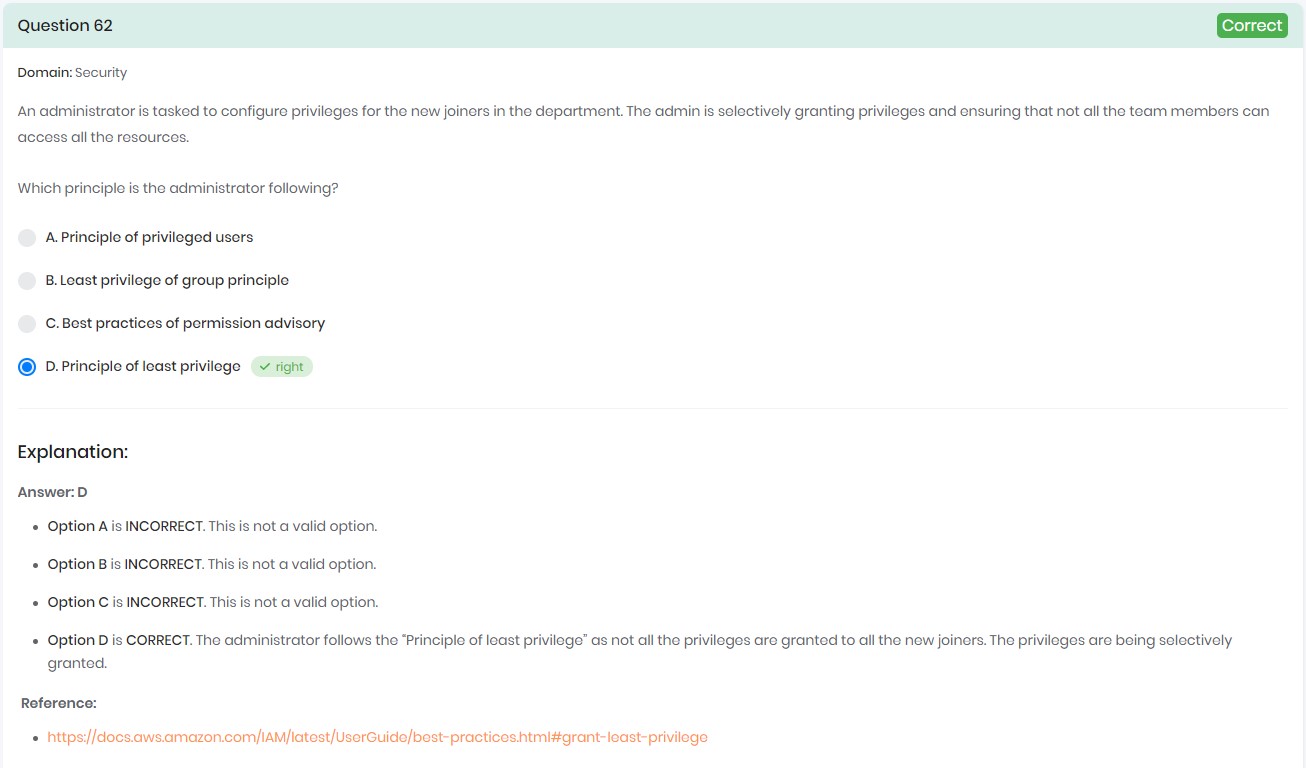 Question 62
Correct
Domain: Security
An administrator is tasked to configure privileges for the new joiners in the department. The admin is selectively granting privileges and ensuring that not all the team members can
access all the resources.
Which principle is the administrator following?
A. Principle of privileged users
B. Least privilege of group principle
C. Best practices of permission advisory
D. Principle of least privilege
right
Explanation:
Answer: D
Option A is INCORRECT. This is not a valid option.
Option B is INCORRECT. This is not a valid option.
Option C is INCORRECT. This is not a valid option.
Option D is CORRECT. The administrator follows the “Principle of least privilege” as not all the privileges are granted to all the new joiners. The privileges are being selectively
granted.
Reference:
https://docs.aws.amazon.com/IAM/latest/UserGuide/best-practices.html#grant-least-privilege